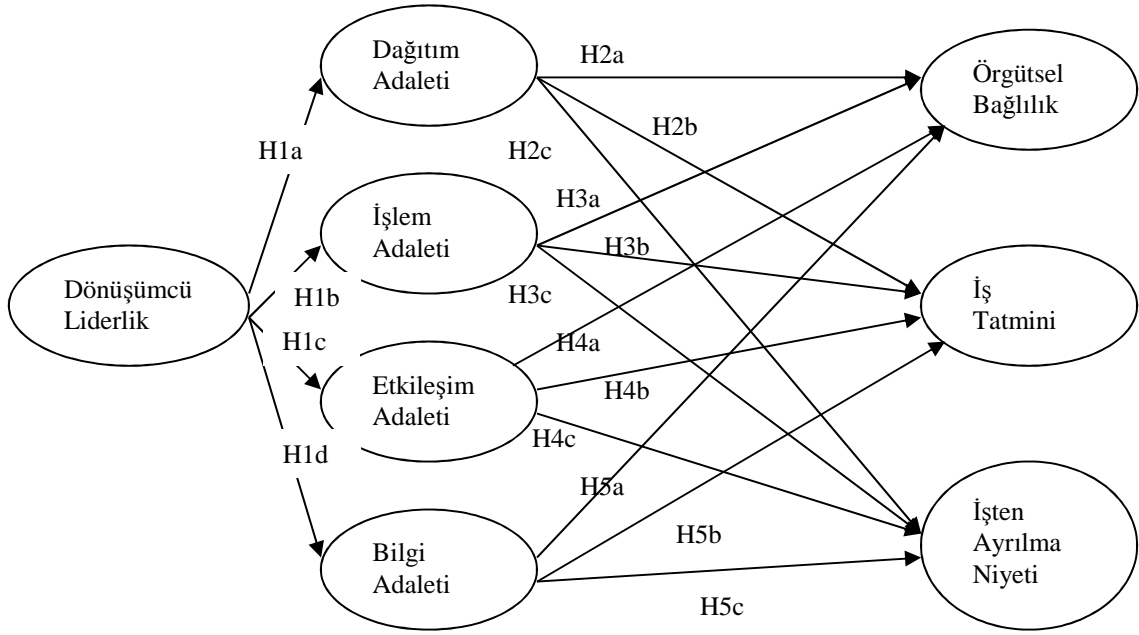 Dağıtım
Adaleti
H2a
Örgütsel
Bağlılık
H1a
H2c
H2b
İşlem
Adaleti
H3a
H3b
Dönüşümcü
Liderlik
H1b
H3c
İş
Tatmini
H1c
Etkileşim
Adaleti
H4a
H4b
H4c
H1d
H5a
İşten
Ayrılma
Niyeti
Bilgi
Adaleti
H5b
H5c